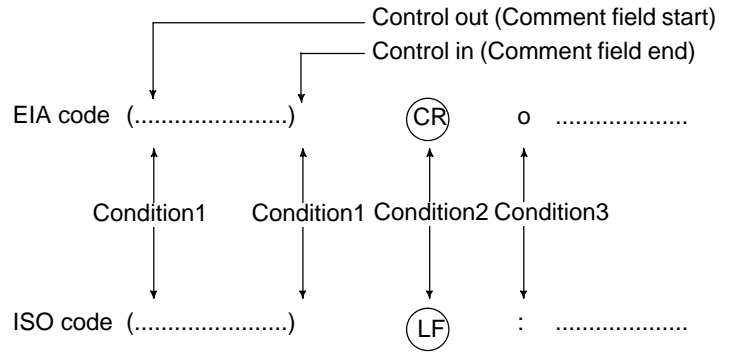 Control out (Comment field start)
Control in (Comment field end)
EIA code (.......................) CR o ....................
Condition1 Condition1 Condition2 Condition3
ISO code (.......................) LF : ....................